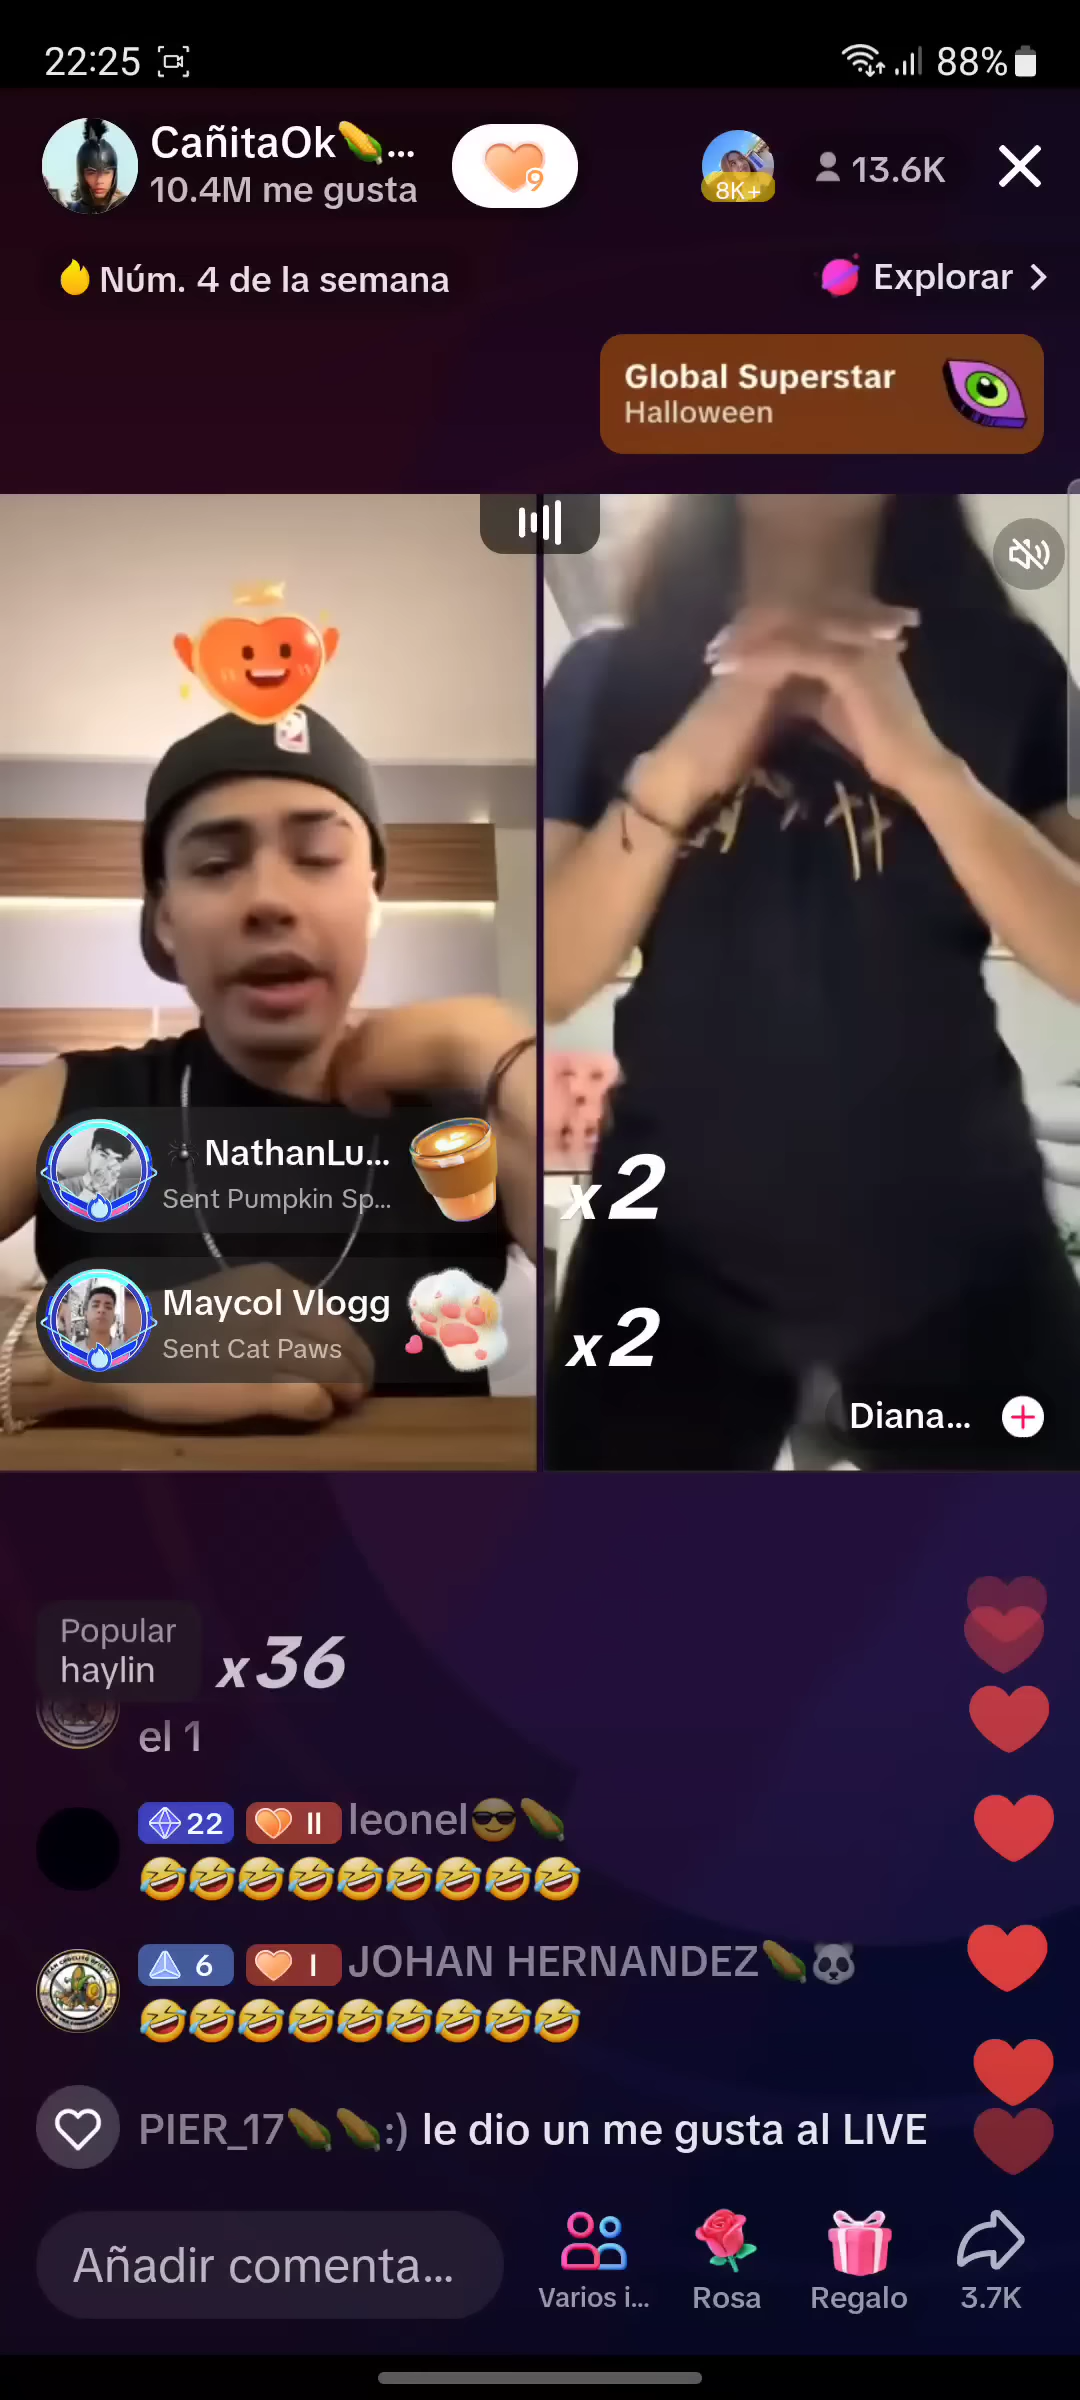 22:25
88%
CañitaOk🌽...
10.4M me gusta
9
8K+
13.6K
Núm. 4 de la semana
Explorar
Global Superstar
Halloween
NathanLu...
Sent Pumpkin Sp...
x2
Maycol Vlogg
Sent Cat Paws
x2
Diana...
Popular
haylin
x36
el 1
22 II leonel😎🌽
🤣🤣🤣🤣🤣🤣🤣🤣🤣
6 I JOHAN HERNANDEZ🌽🐼
🤣🤣🤣🤣🤣🤣🤣🤣🤣
PIER_17🌽🌽:) le dio un me gusta al LIVE
Añadir comenta...
Varios i...
Rosa
Regalo
3.7K